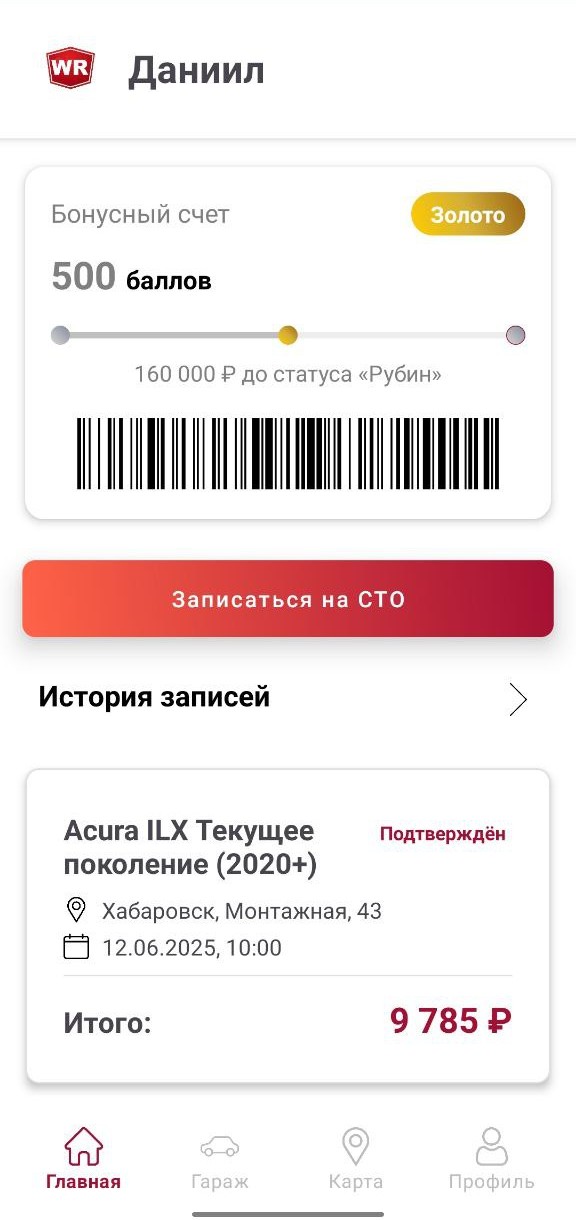 WR
Даниил
Бонусный счет
Золото
500 баллов
160 000 ₽ до статуса «Рубин»
Записаться на СТО
История записей
Acura ILX Текущее
поколение (2020+)
Подтверждён
Хабаровск, Монтажная, 43
12.06.2025, 10:00
Итого:
9 785 ₽
Главная
Гараж
Карта
Профиль